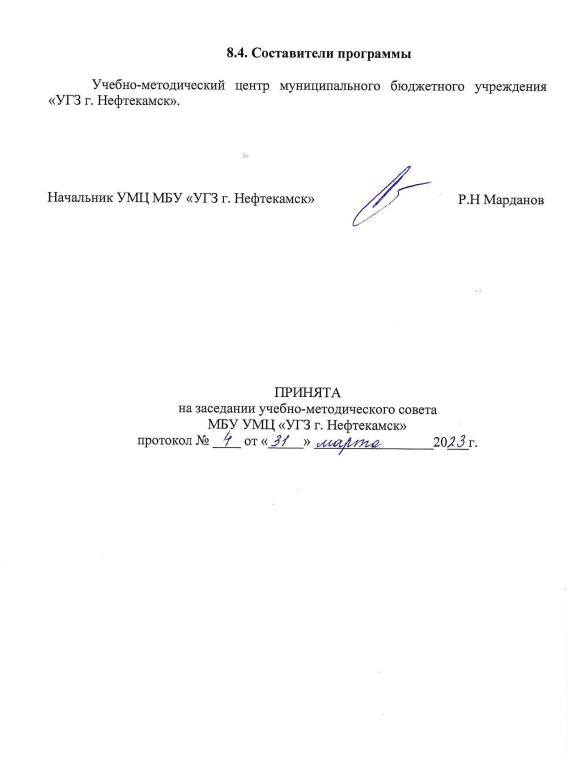 8.4. Составители программы
Учебно-методический центр муниципального бюджетного учреждения
«УГЗ г. Нефтекамск».
Начальник УМЦ МБУ «УГЗ г. Нефтекамск» Р.Н Марданов
ПРИНЯТА
на заседании учебно-методического совета
МБУ УМЦ «УГЗ г. Нефтекамск»
протокол № 4 от «31» марта 2023 г.